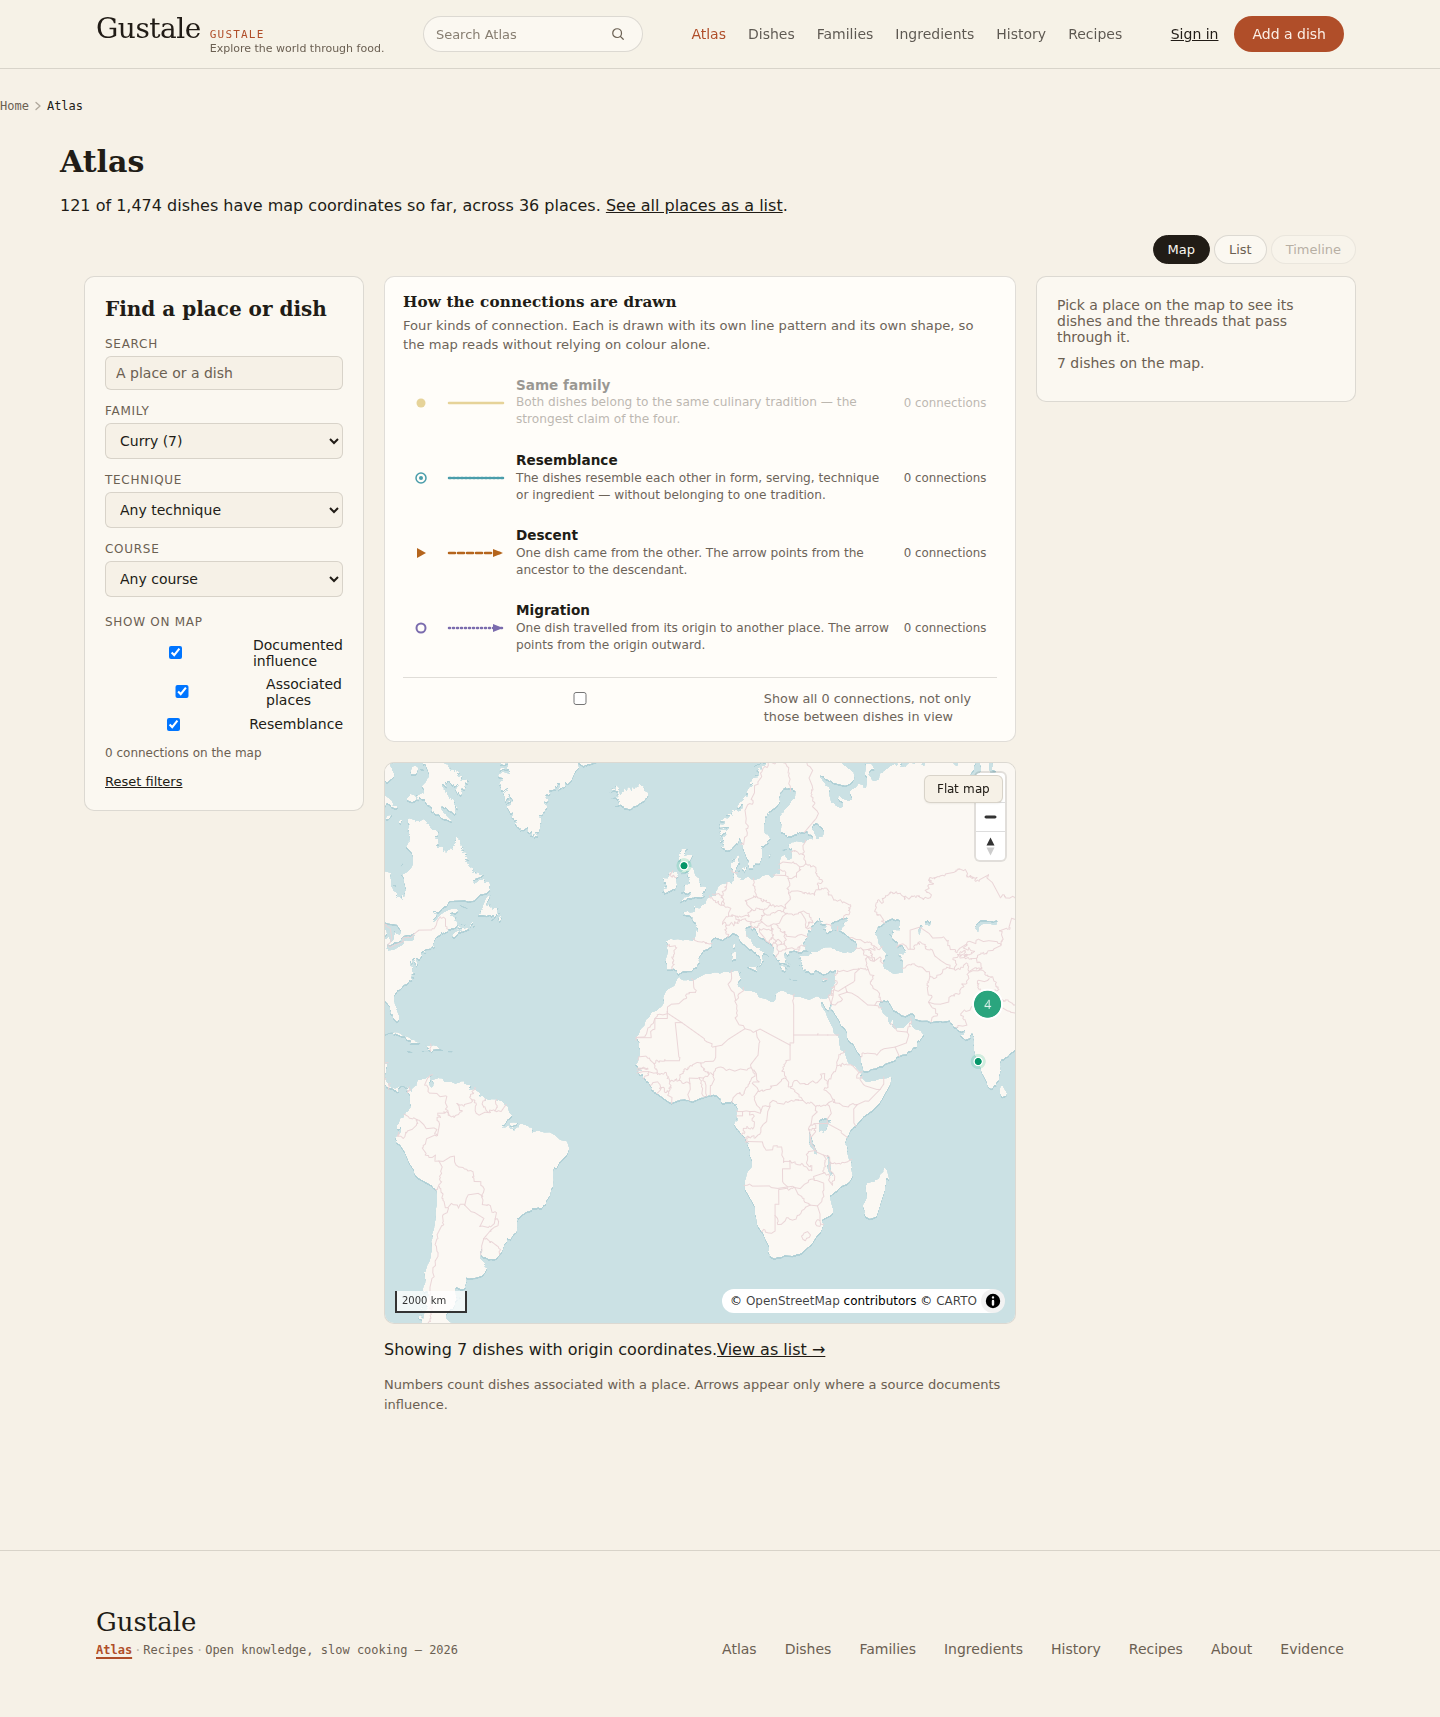 Gustale
GUSTALE
Explore the world through food.
Search Atlas
Atlas
Dishes
Families
Ingredients
History
Recipes
Sign in
Add a dish
Home > Atlas
Atlas
121 of 1,474 dishes have map coordinates so far, across 36 places. See all places as a list.
Map
List
Timeline
Find a place or dish
SEARCH
A place or a dish
FAMILY
Curry (7)
TECHNIQUE
Any technique
COURSE
Any course
SHOW ON MAP
Documented
influence
Associated
places
Resemblance
0 connections on the map
Reset filters
How the connections are drawn
Four kinds of connection. Each is drawn with its own line pattern and its own shape, so
the map reads without relying on colour alone.
Same family
Both dishes belong to the same culinary tradition — the
strongest claim of the four.
0 connections
Resemblance
The dishes resemble each other in form, serving, technique
or ingredient — without belonging to one tradition.
0 connections
Descent
One dish came from the other. The arrow points from the
ancestor to the descendant.
0 connections
Migration
One dish travelled from its origin to another place. The arrow
points from the origin outward.
0 connections
Show all 0 connections, not only
those between dishes in view
Flat map
4
2000 km
© OpenStreetMap contributors © CARTO
Showing 7 dishes with origin coordinates.View as list →
Numbers count dishes associated with a place. Arrows appear only where a source documents
influence.
Pick a place on the map to see its
dishes and the threads that pass
through it.
7 dishes on the map.
Gustale
Atlas · Recipes · Open knowledge, slow cooking — 2026
Atlas
Dishes
Families
Ingredients
History
Recipes
About
Evidence